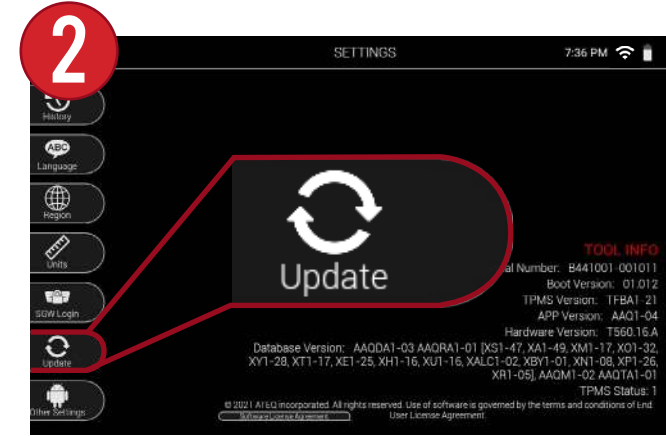 2
SETTINGS
7:36 PM
History
ABC
Language
Region
Units
SGW Login
Update
Other Settings
Update
TOOL INFO
al Number: B441001-001011
Boot Version: 01.012
TPMS Version: TFBA1-21
APP Version: AAQ1-04
Hardware Version: T560.16.A
Database Version: AAQDA1-03 AAQRA1-01 [XS1-47, XA1-49, XM1-17, XO1-32,
XY1-28, XT1-17, XE1-25, XH1-16, XU1-16, XALC1-02, XBY1-01, XN1-08, XP1-26,
XR1-05], AAQM1-02 AAQTA1-01
TPMS Status: 1
© 2021 ATEQ incorporated. All rights reserved. Use of software is governed by the terms and conditions of End
Software License Agreement User License Agreement.